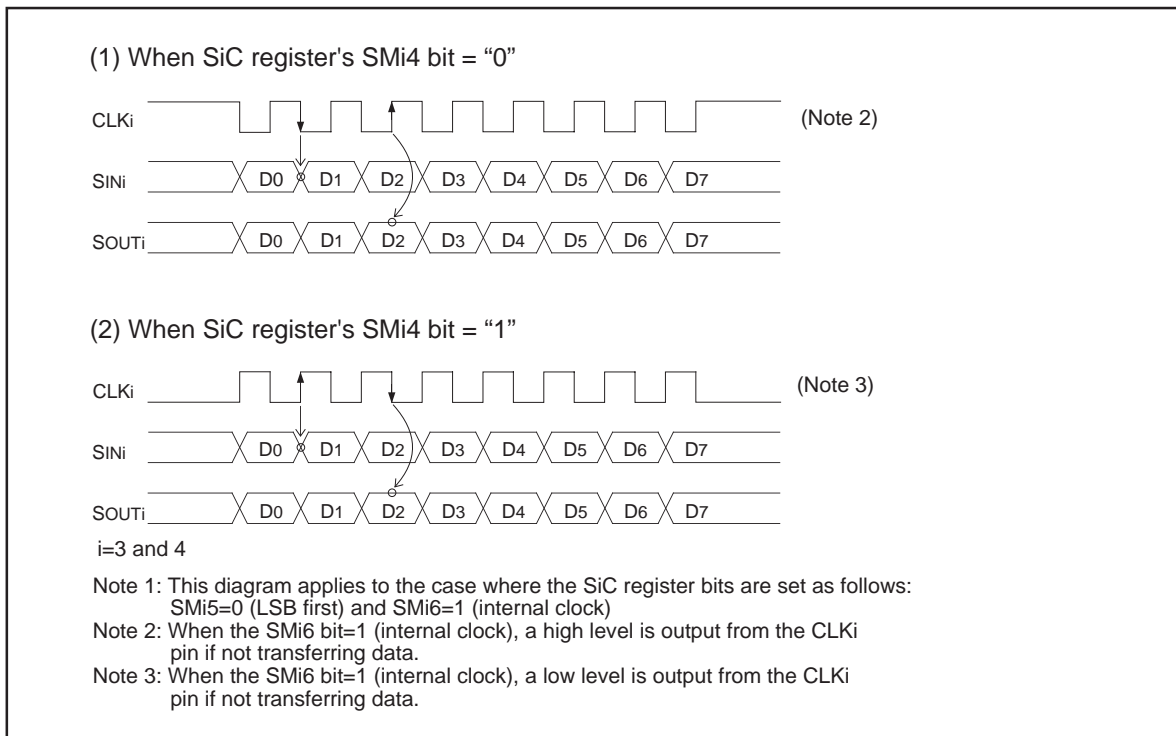 (1) When SiC register's SMi4 bit = “0”
CLKi
(Note 2)
SINi
D0 D1 D2 D3 D4 D5 D6 D7
SOUTi
D0 D1 D2 D3 D4 D5 D6 D7
(2) When SiC register's SMi4 bit = “1”
CLKi
(Note 3)
SINi
D0 D1 D2 D3 D4 D5 D6 D7
SOUTi
D0 D1 D2 D3 D4 D5 D6 D7
i=3 and 4
Note 1: This diagram applies to the case where the SiC register bits are set as follows:
SMi5=0 (LSB first) and SMi6=1 (internal clock)
Note 2: When the SMi6 bit=1 (internal clock), a high level is output from the CLKi
pin if not transferring data.
Note 3: When the SMi6 bit=1 (internal clock), a low level is output from the CLKi
pin if not transferring data.